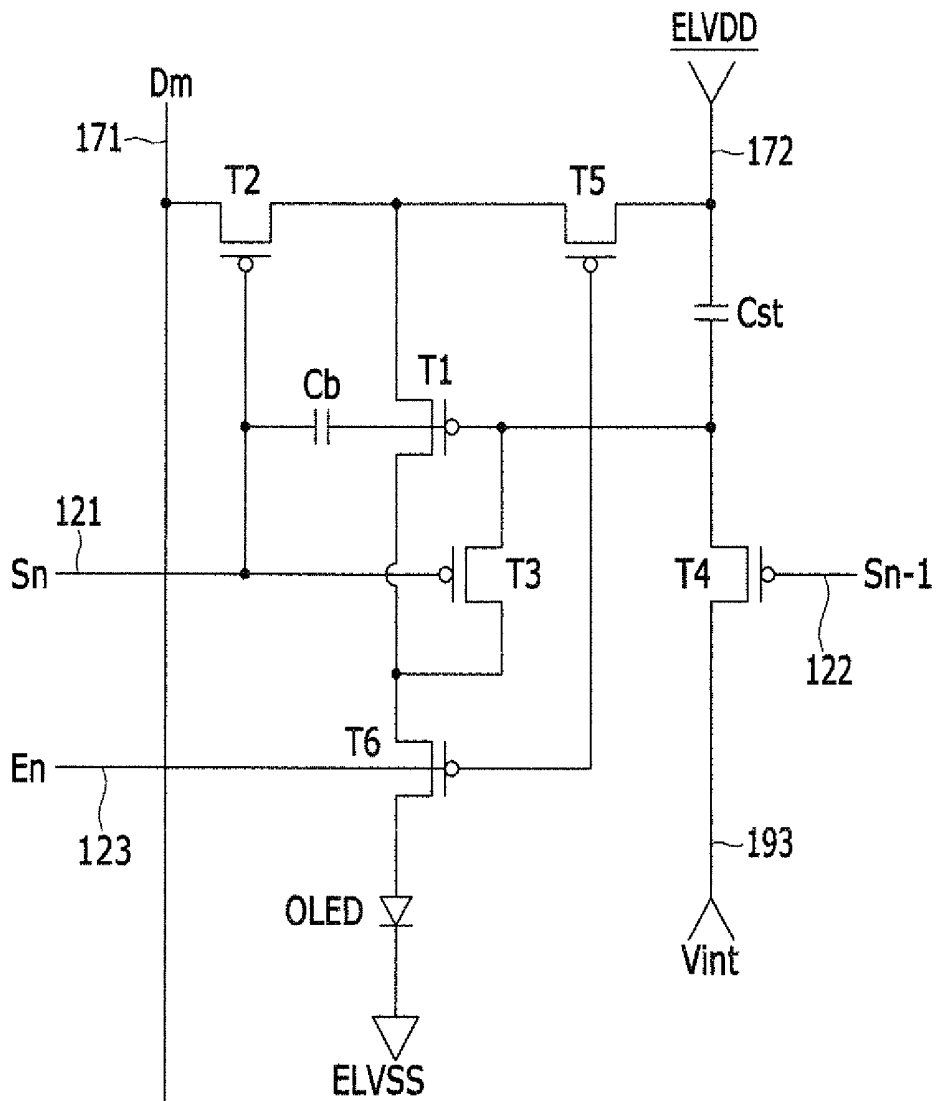 ELVDD
Dm
171
172
T2
T5
Cst
T1
Cb
121
Sn
T3
T4
Sn-1
122
T6
En
123
193
OLED
Vint
ELVSS